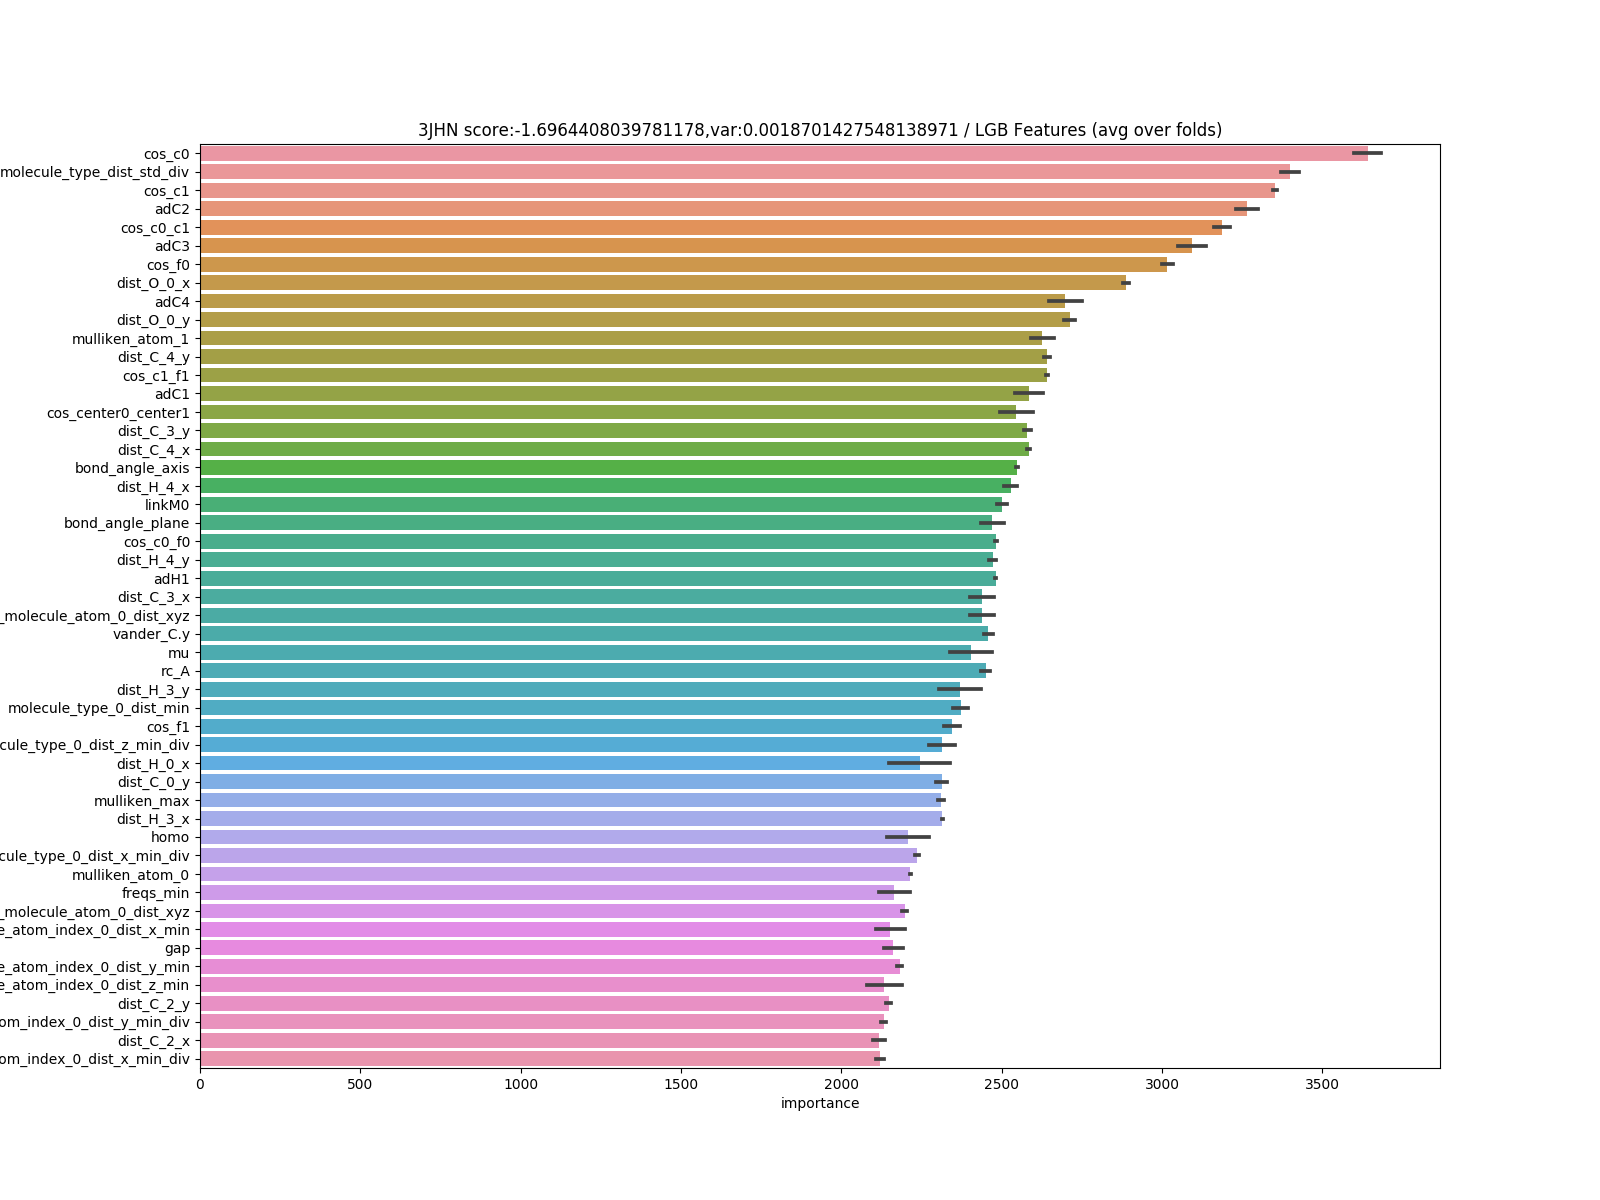 3JHN score:-1.6964408039781178,var:0.0018701427548138971 / LGB Features (avg over folds)
cos_c0
molecule_type_dist_std_div
cos_c1
adC2
cos_c0_c1
adC3
cos_f0
dist_O_0_x
adC4
dist_O_0_y
mulliken_atom_1
dist_C_4_y
cos_c1_f1
adC1
cos_center0_center1
dist_C_3_y
dist_C_4_x
bond_angle_axis
dist_H_4_x
linkM0
bond_angle_plane
cos_c0_f0
dist_H_4_y
adH1
dist_C_3_x
_molecule_atom_0_dist_xyz
vander_C.y
mu
rc_A
dist_H_3_y
molecule_type_0_dist_min
cos_f1
cule_type_0_dist_z_min_div
dist_H_0_x
dist_C_0_y
mulliken_max
dist_H_3_x
homo
cule_type_0_dist_x_min_div
mulliken_atom_0
freqs_min
_molecule_atom_0_dist_xyz
e_atom_index_0_dist_x_min
gap
e_atom_index_0_dist_y_min
e_atom_index_0_dist_z_min
dist_C_2_y
om_index_0_dist_y_min_div
dist_C_2_x
om_index_0_dist_x_min_div
0 500 1000 1500 2000 2500 3000 3500
importance